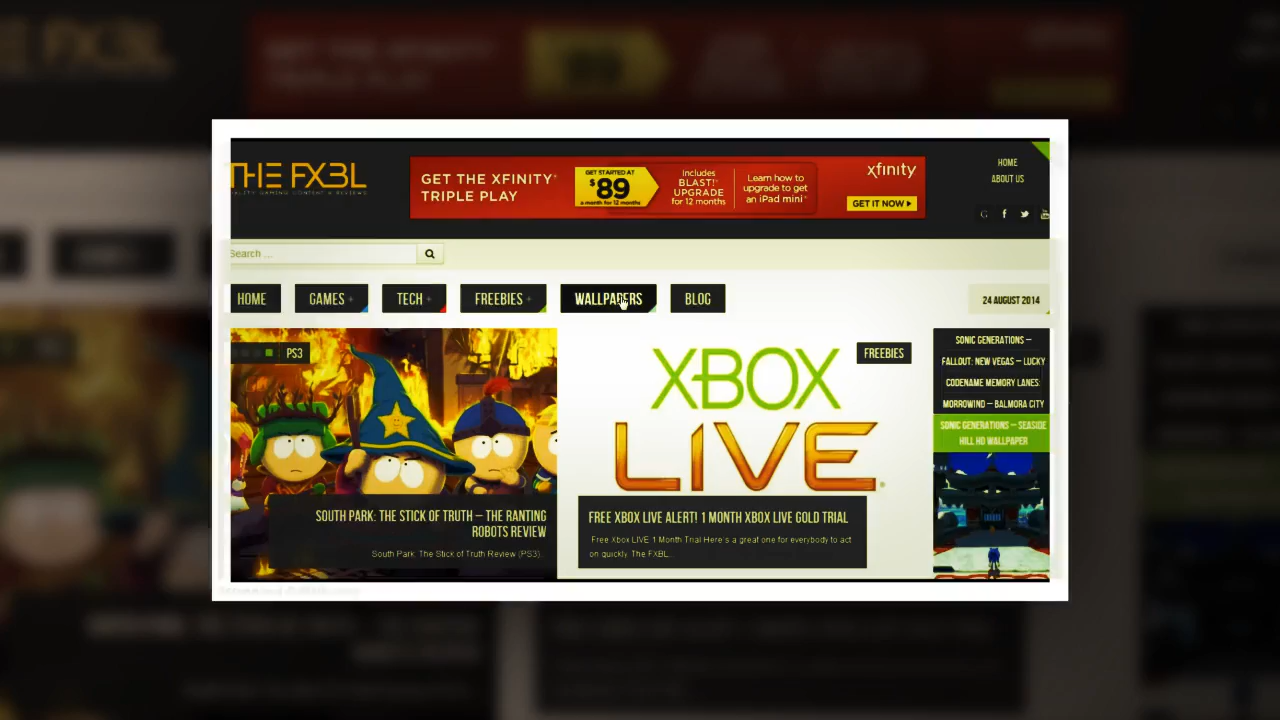 THE FXBL
GET THE XFINITY
TRIPLE PLAY
GET STARTED AT
$89
a month for 12 months
Includes
BLAST!
UPGRADE
for 12 months
Learn how to
upgrade to get
an iPad mini
xfinity
GET IT NOW
HOME
ABOUT US
Search ...
HOME
GAMES +
TECH +
FREEBIES +
WALLPAPERS
BLOG
24 AUGUST 2014
PS3
SOUTH PARK: THE STICK OF TRUTH – THE RANTING
ROBOTS REVIEW
South Park: The Stick of Truth Review (PS3).
XBOX
LIVE
FREEBIES
FREE XBOX LIVE ALERT! 1 MONTH XBOX LIVE GOLD TRIAL
Free Xbox LIVE 1 Month Trial Here's a great one for everybody to act
on quickly. The FXBL...
SONIC GENERATIONS –
FALLOUT: NEW VEGAS – LUCKY
CODENAME MEMORY LANES:
MORROWIND – BALMORA CITY
SONIC GENERATIONS – SEASIDE
HILL HD WALLPAPER